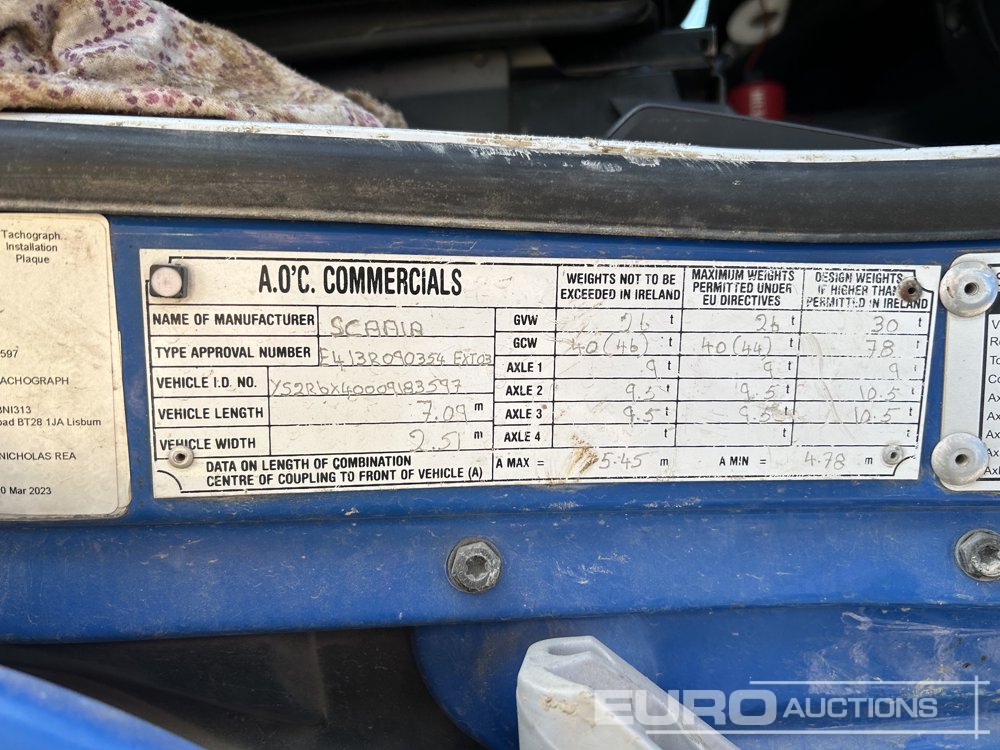 Tachograph
Installation
Plaque
597
TACHOGRAPH
BNI313
oad BT28 1JA Lisburn
NICHOLAS REA
0 Mar 2023
A.O'C. COMMERCIALS
WEIGHTS NOT TO BE EXCEEDED IN IRELAND
MAXIMUM WEIGHTS PERMITTED UNDER EU DIRECTIVES
DESIGN WEIGHTS IF HIGHER THAN PERMITTED IN IRELAND
NAME OF MANUFACTURER SCANIA GVW 26 t 26 t 30 t
TYPE APPROVAL NUMBER E413R090354 EXT03 GCW 40(46) t 40(44) t 78 t
VEHICLE I.D. NO. YS2R6X40009183597 AXLE 1 9 t 9 t 9 t
VEHICLE LENGTH 7.09 m AXLE 2 9.5 t 9.5 t 10.5 t
AXLE 3 9.5 t 9.5 t 10.5 t
VEHICLE WIDTH 2.51 m AXLE 4 t t t
DATA ON LENGTH OF COMBINATION
CENTRE OF COUPLING TO FRONT OF VEHICLE (A) A MAX = 5.45 m A MIN = 4.78 m
EURO AUCTIONS